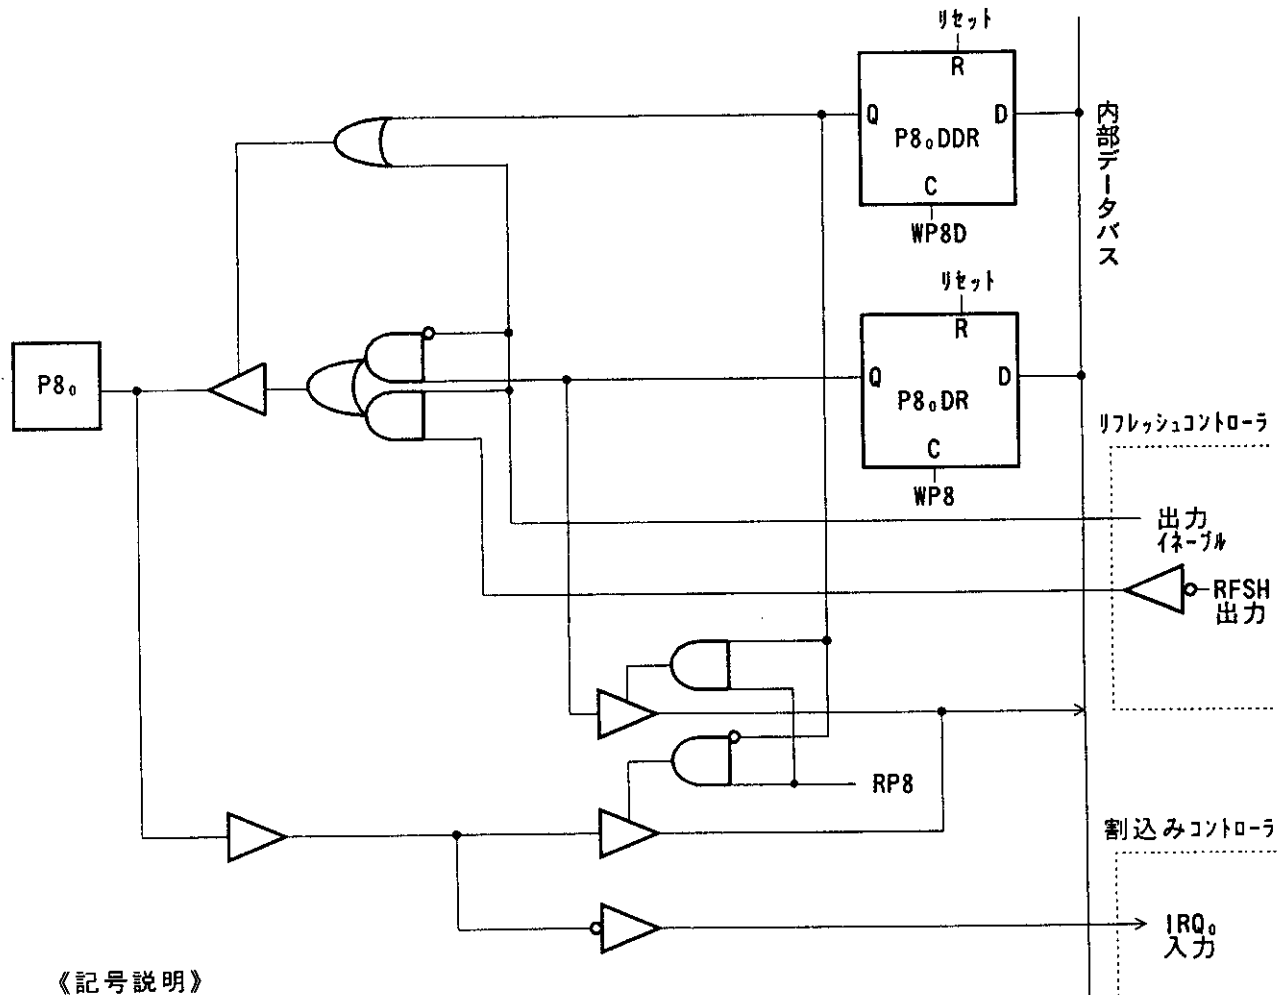 リセット
R
Q
D
P8₀DDR
C
WP8D
内部データバス
リセット
R
Q
D
P8₀DR
C
WP8
P8₀
リフレッシュコントローラ
出力
イネーブル
RFSH
出力
RP8
割込みコントローラ
IRQ₀
入力
《記号説明》